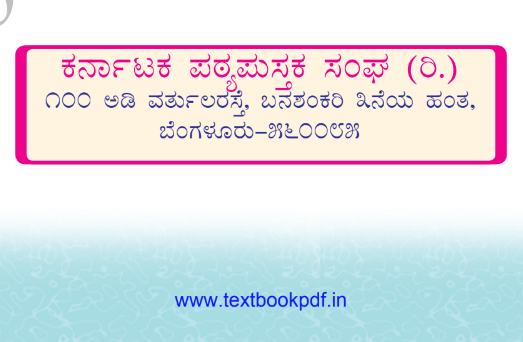 ಕರ್ನಾಟಕ ಪಠ್ಯಪುಸ್ತಕ ಸಂಘ (ರಿ.)
೧೦೦ ಅಡಿ ವರ್ತುಲರಸ್ತೆ, ಬನಶಂಕರಿ ೩ನೆಯ ಹಂತ,
ಬೆಂಗಳೂರು–೫೬೦೦೮೫
www.textbookpdf.in